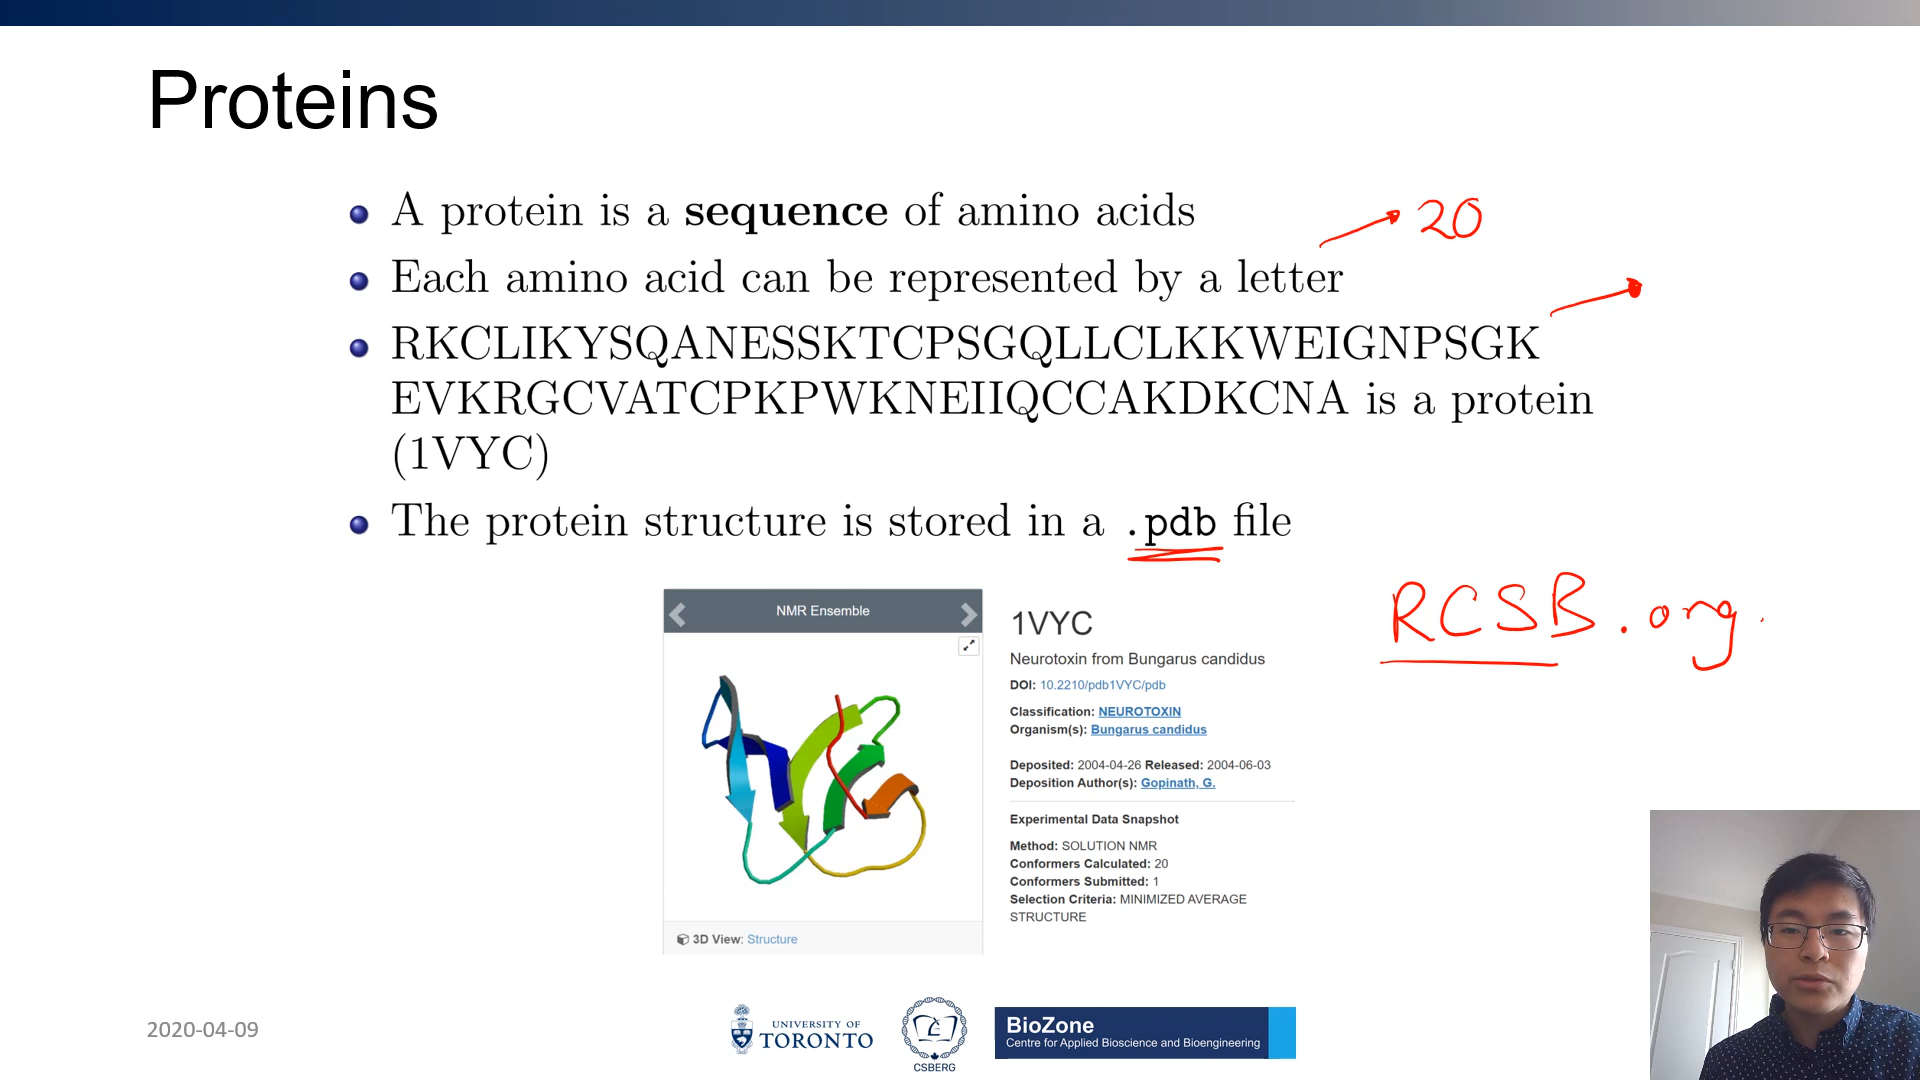 Proteins
A protein is a sequence of amino acids
20
Each amino acid can be represented by a letter
RKCLIKYSQANESSKTCPSGQLLCLKKWEIGNPSGK
EVKRGCVATCPKPWKNEIIQCCAKDKCNA is a protein
(1VYC)
The protein structure is stored in a .pdb file
RCSB.org.
NMR Ensemble
3D View: Structure
1VYC
Neurotoxin from Bungarus candidus
DOI: 10.2210/pdb1VYC/pdb
Classification: NEUROTOXIN
Organism(s): Bungarus candidus
Deposited: 2004-04-26 Released: 2004-06-03
Deposition Author(s): Gopinath, G.
Experimental Data Snapshot
Method: SOLUTION NMR
Conformers Calculated: 20
Conformers Submitted: 1
Selection Criteria: MINIMIZED AVERAGE
STRUCTURE
2020-04-09
UNIVERSITY OF
TORONTO
CSBERG
BioZone
Centre for Applied Bioscience and Bioengineering